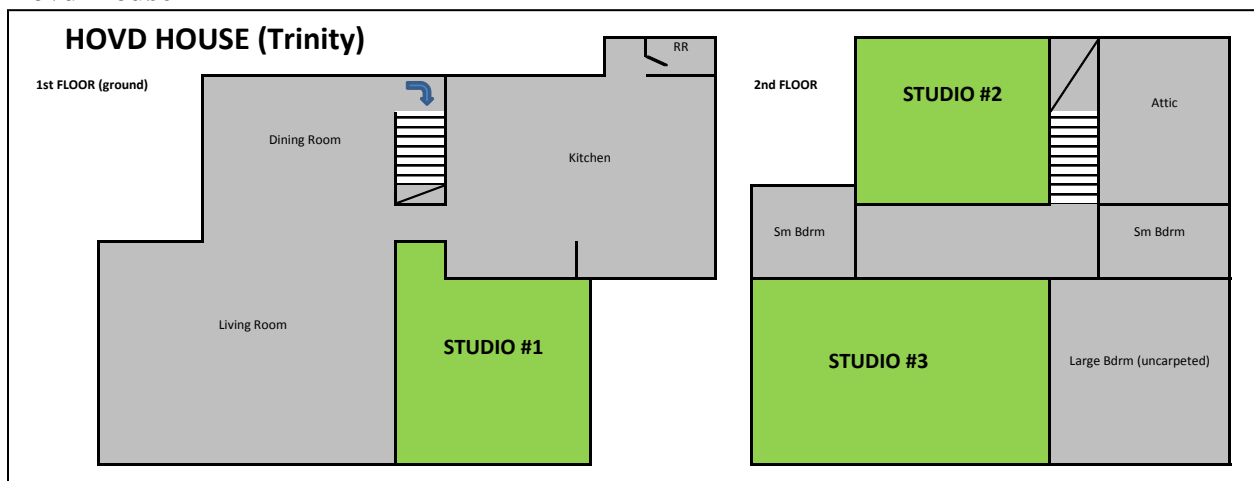 HOVD HOUSE (Trinity)
1st FLOOR (ground)
RR
Dining Room
Kitchen
Living Room
STUDIO #1
2nd FLOOR
STUDIO #2
Attic
Sm Bdrm
Sm Bdrm
STUDIO #3
Large Bdrm (uncarpeted)